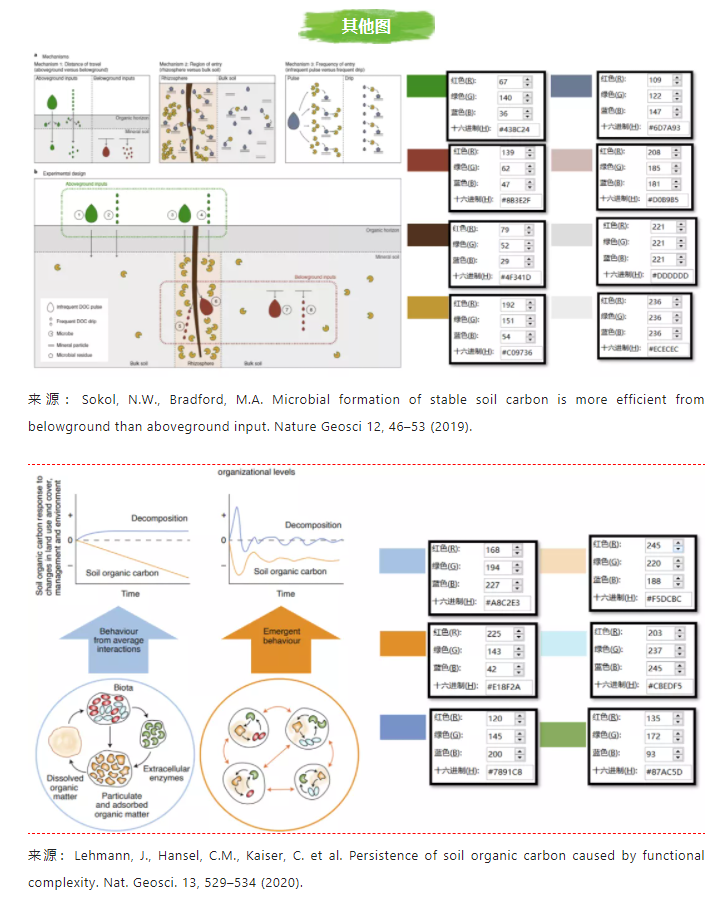 其他图
a Mechanisms
Mechanism 1: Distance of travel
(aboveground versus belowground)
Aboveground inputs
Belowground inputs
Organic horizon
Mineral soil
Mechanism 2: Region of entry
(rhizosphere versus bulk soil)
Rhizosphere
Bulk soil
Mechanism 3: Frequency of entry
(infrequent pulse versus frequent drip)
Pulse
Drip
b Experimental design
Aboveground inputs
1
2
3
4
Organic horizon
Mineral soil
Belowground inputs
5
6
7
8
Infrequent DOC pulse
Frequent DOC drip
Microbe
Mineral particle
Microbial residue
Bulk soil
Rhizosphere
Bulk soil
红色(R): 67
绿色(G): 140
蓝色(B): 36
十六进制(H): #438C24
红色(R): 109
绿色(G): 122
蓝色(B): 147
十六进制(H): #6D7A93
红色(R): 139
绿色(G): 62
蓝色(B): 47
十六进制(H): #8B3E2F
红色(R): 208
绿色(G): 185
蓝色(B): 181
十六进制(H): #D0B9B5
红色(R): 79
绿色(G): 52
蓝色(B): 29
十六进制(H): #4F341D
红色(R): 221
绿色(G): 221
蓝色(B): 221
十六进制(H): #DDDDDD
红色(R): 192
绿色(G): 151
蓝色(B): 54
十六进制(H): #C09736
红色(R): 236
绿色(G): 236
蓝色(B): 236
十六进制(H): #ECECEC
来源：Sokol, N.W., Bradford, M.A. Microbial formation of stable soil carbon is more efficient from
belowground than aboveground input. Nature Geosci 12, 46–53 (2019).
organizational levels
Soil organic carbon response to
changes in land use and cover,
management and environment
+
0
–
Decomposition
Soil organic carbon
Time
+
0
–
Decomposition
Soil organic carbon
Time
Behaviour
from average
interactions
Emergent
behaviour
Biota
Dissolved
organic
matter
Extracellular
enzymes
Particulate
and adsorbed
organic matter
红色(R): 168
绿色(G): 194
蓝色(B): 227
十六进制(H): #A8C2E3
红色(R): 245
绿色(G): 220
蓝色(B): 188
十六进制(H): #F5DCBC
红色(R): 225
绿色(G): 143
蓝色(B): 42
十六进制(H): #E18F2A
红色(R): 203
绿色(G): 237
蓝色(B): 245
十六进制(H): #CBEDF5
红色(R): 120
绿色(G): 145
蓝色(B): 200
十六进制(H): #7891C8
红色(R): 135
绿色(G): 172
蓝色(B): 93
十六进制(H): #87AC5D
来源：Lehmann, J., Hansel, C.M., Kaiser, C. et al. Persistence of soil organic carbon caused by functional
complexity. Nat. Geosci. 13, 529–534 (2020).